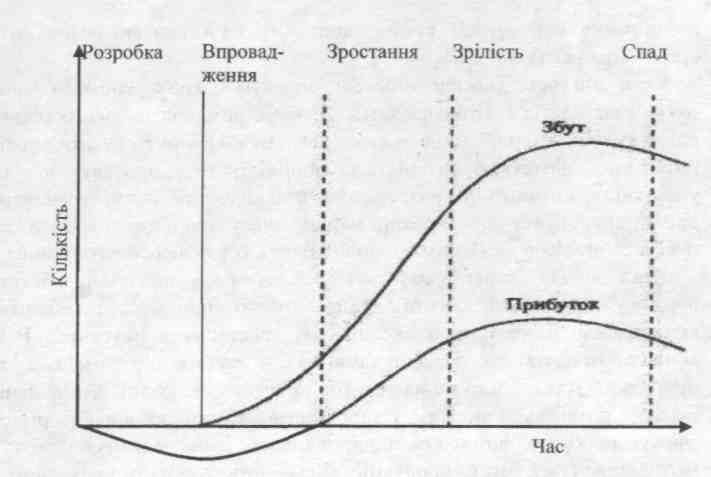 Розробка
Впровад-
ження
Зростання
Зрілість
Спад
Збут
Кількість
Прибуток
Час